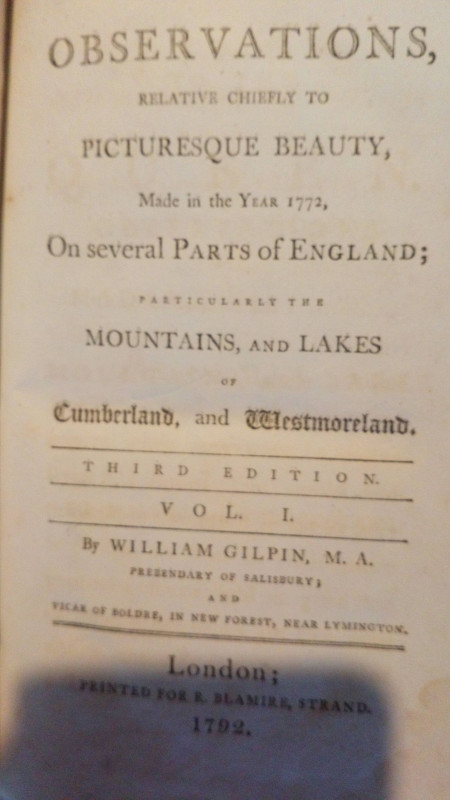 OBSERVATIONS,
RELATIVE CHIEFLY TO
PICTURESQUE BEAUTY,
Made in the YEAR 1772,
On several PARTS of ENGLAND;
PARTICULARLY THE
MOUNTAINS, AND LAKES
OF
Cumberland, and Westmoreland.
THIRD EDITION.
VOL. I.
By WILLIAM GILPIN, M. A.
PREBENDARY OF SALISBURY;
AND
VICAR OF BOLDRE, IN NEW FOREST, NEAR LYMINGTON.
London;
PRINTED FOR R. BLAMIRE, STRAND.
1792.